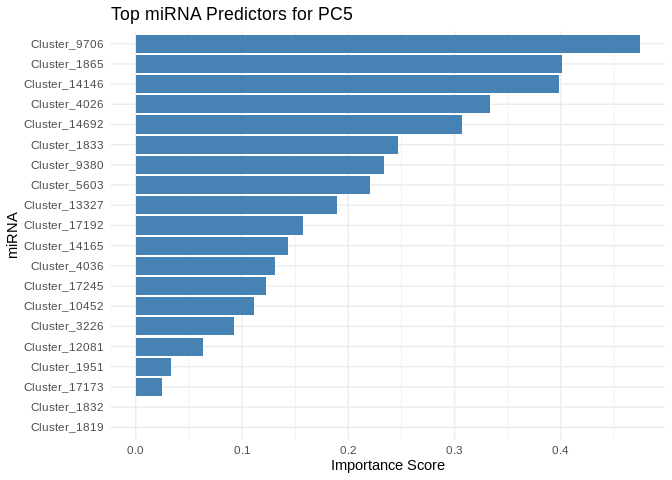 Top miRNA Predictors for PC5
Cluster_9706
Cluster_1865
Cluster_14146
Cluster_4026
Cluster_14692
Cluster_1833
Cluster_9380
Cluster_5603
Cluster_13327
Cluster_17192
Cluster_14165
Cluster_4036
Cluster_17245
Cluster_10452
Cluster_3226
Cluster_12081
Cluster_1951
Cluster_17173
Cluster_1832
Cluster_1819
miRNA
0.0 0.1 0.2 0.3 0.4
Importance Score